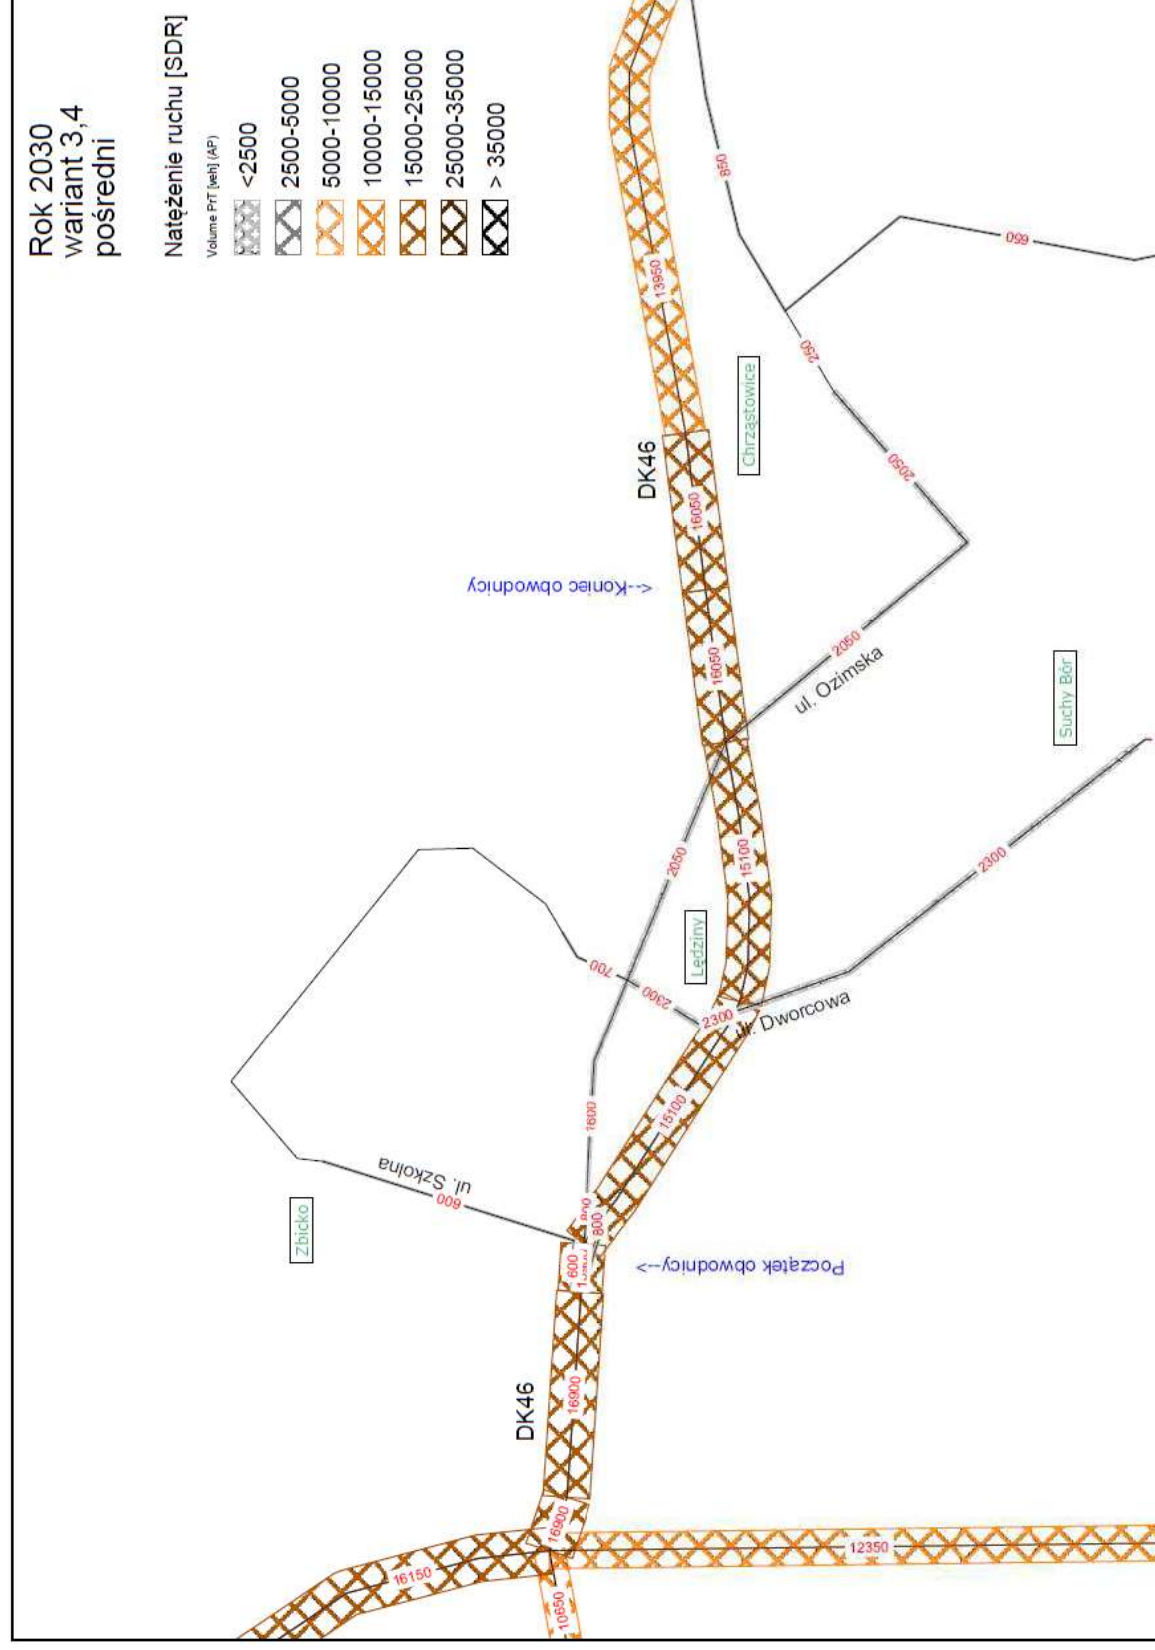 Rok 2030
wariant 3,4
pośredni
Natężenie ruchu [SDR]
Volume PrT [veh] (AP)
<2500
2500-5000
5000-10000
10000-15000
15000-25000
25000-35000
> 35000
850
650
13950
250
Chrząstowice
DK46
2050
16050
<--Koniec obwodnicy
16050
2050
ul. Ozimska
Suchy Bór
2050
15100
2300
Lędziny
700
2300
2300
ul. Dworcowa
1600
15100
ul. Szkolna
600
Zbicko
800
800
600
Początek obwodnicy-->
DK46
16900
16900
16150
12350
10650